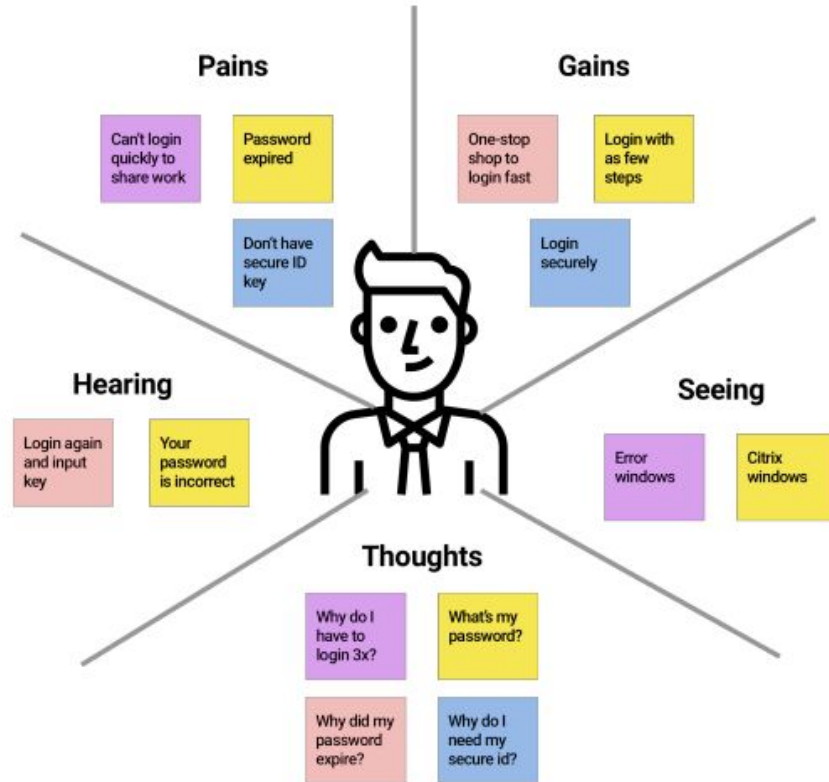 Pains
Can't login
quickly to
share work
Password
expired
Don't have
secure ID
key
Gains
One-stop
shop to
login fast
Login with
as few
steps
Login
securely
Hearing
Login again
and input
key
Your
password
is incorrect
Seeing
Error
windows
Citrix
windows
Thoughts
Why do I
have to
login 3x?
What's my
password?
Why did my
password
expire?
Why do I
need my
secure id?